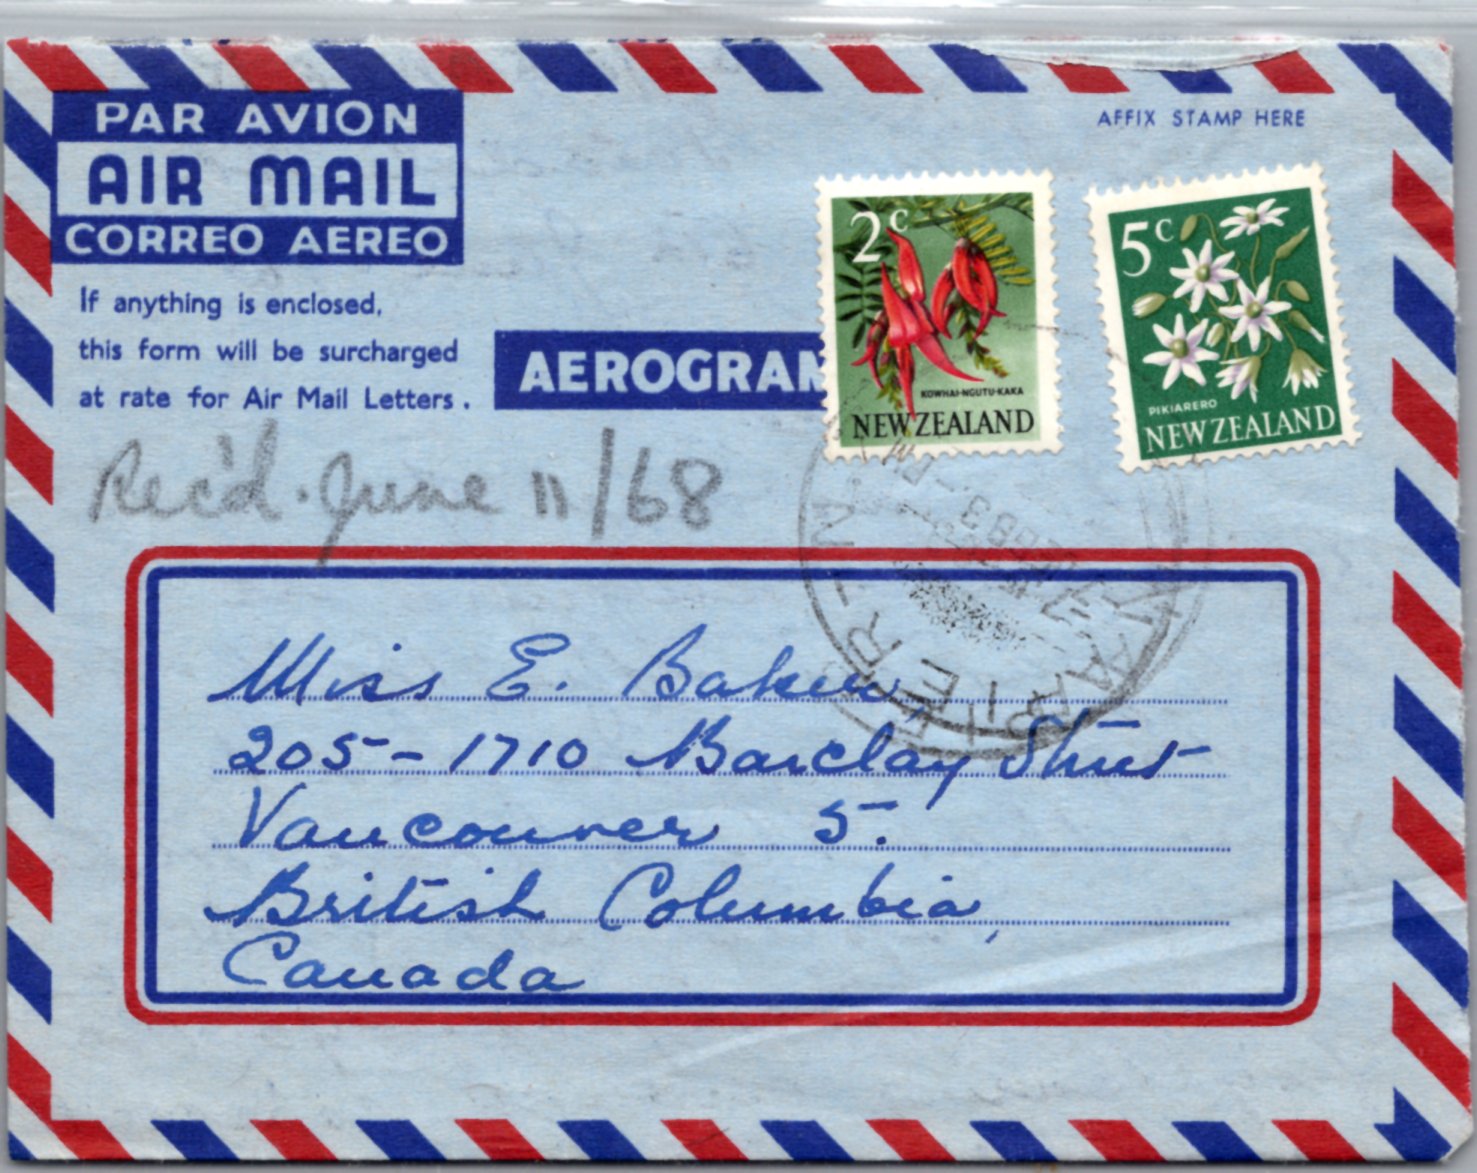 PAR AVION
AIR MAIL
CORREO AEREO
If anything is enclosed,
this form will be surcharged
at rate for Air Mail Letters.
AEROGRAM
AFFIX STAMP HERE
2c
KOWHAI-NGUTU-KAKA
NEW ZEALAND
5c
PIKIARERO
NEW ZEALAND
Rec'd. June 11/68
NAPIER
Miss E. Baker,
205-1710 Barclay Street
Vancouver 5.
British Columbia,
Canada